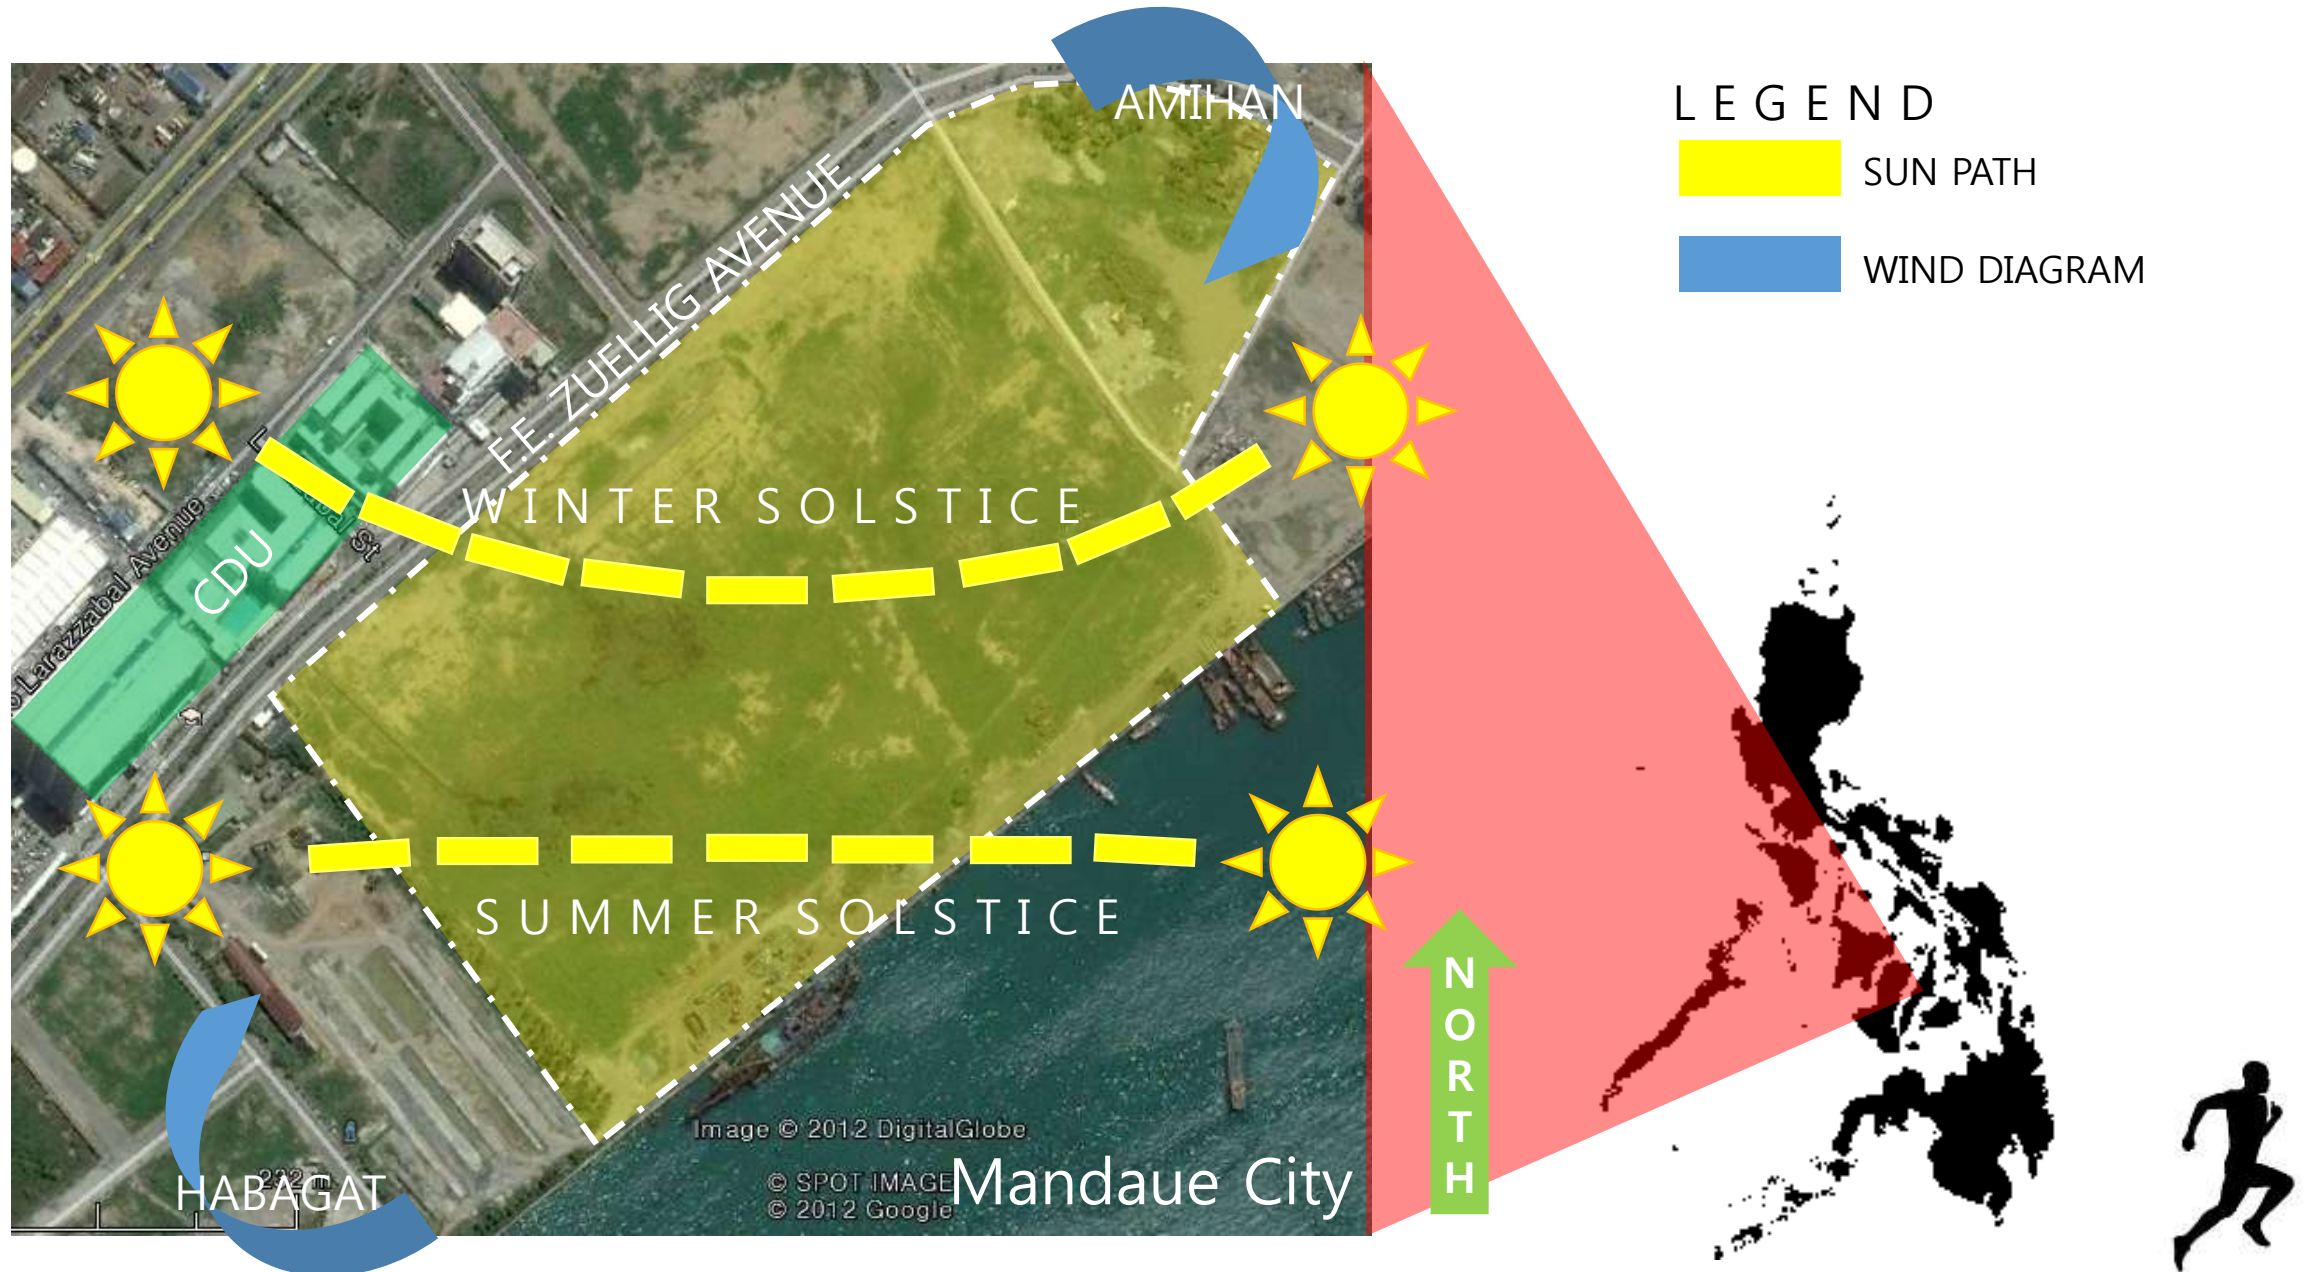 AMIHAN
LEGEND
SUN PATH
WIND DIAGRAM
F.E. ZUELLIG AVENUE
WINTER SOLSTICE
CDU
Larazzabal Avenue
St
SUMMER SOLSTICE
NORTH
Image © 2012 DigitalGlobe
© SPOT IMAGE
© 2012 Google
Mandaue City
HABAGAT